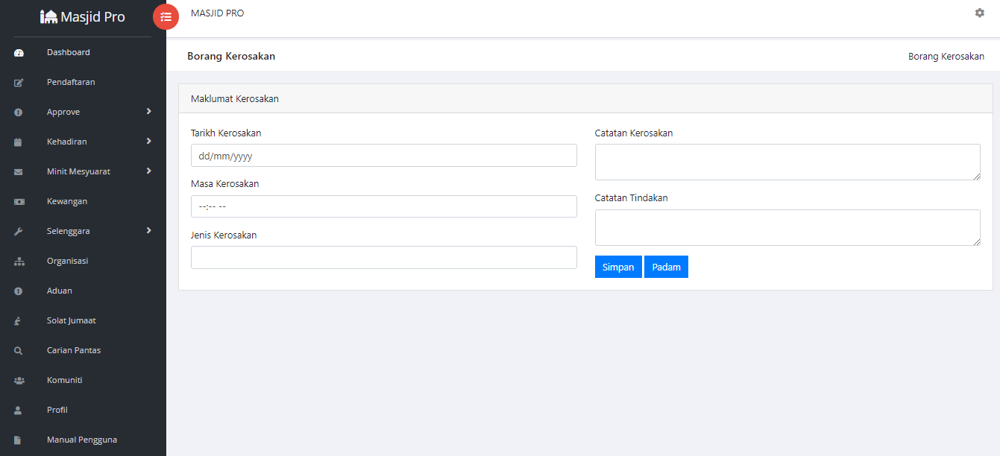 Masjid Pro
MASJID PRO
Dashboard
Pendaftaran
Approve
Kehadiran
Minit Mesyuarat
Kewangan
Selenggara
Organisasi
Aduan
Solat Jumaat
Carian Pantas
Komuniti
Profil
Manual Pengguna
Borang Kerosakan
Borang Kerosakan
Maklumat Kerosakan
Tarikh Kerosakan
dd/mm/yyyy
Masa Kerosakan
--:-- --
Jenis Kerosakan
Catatan Kerosakan
Catatan Tindakan
Simpan
Padam